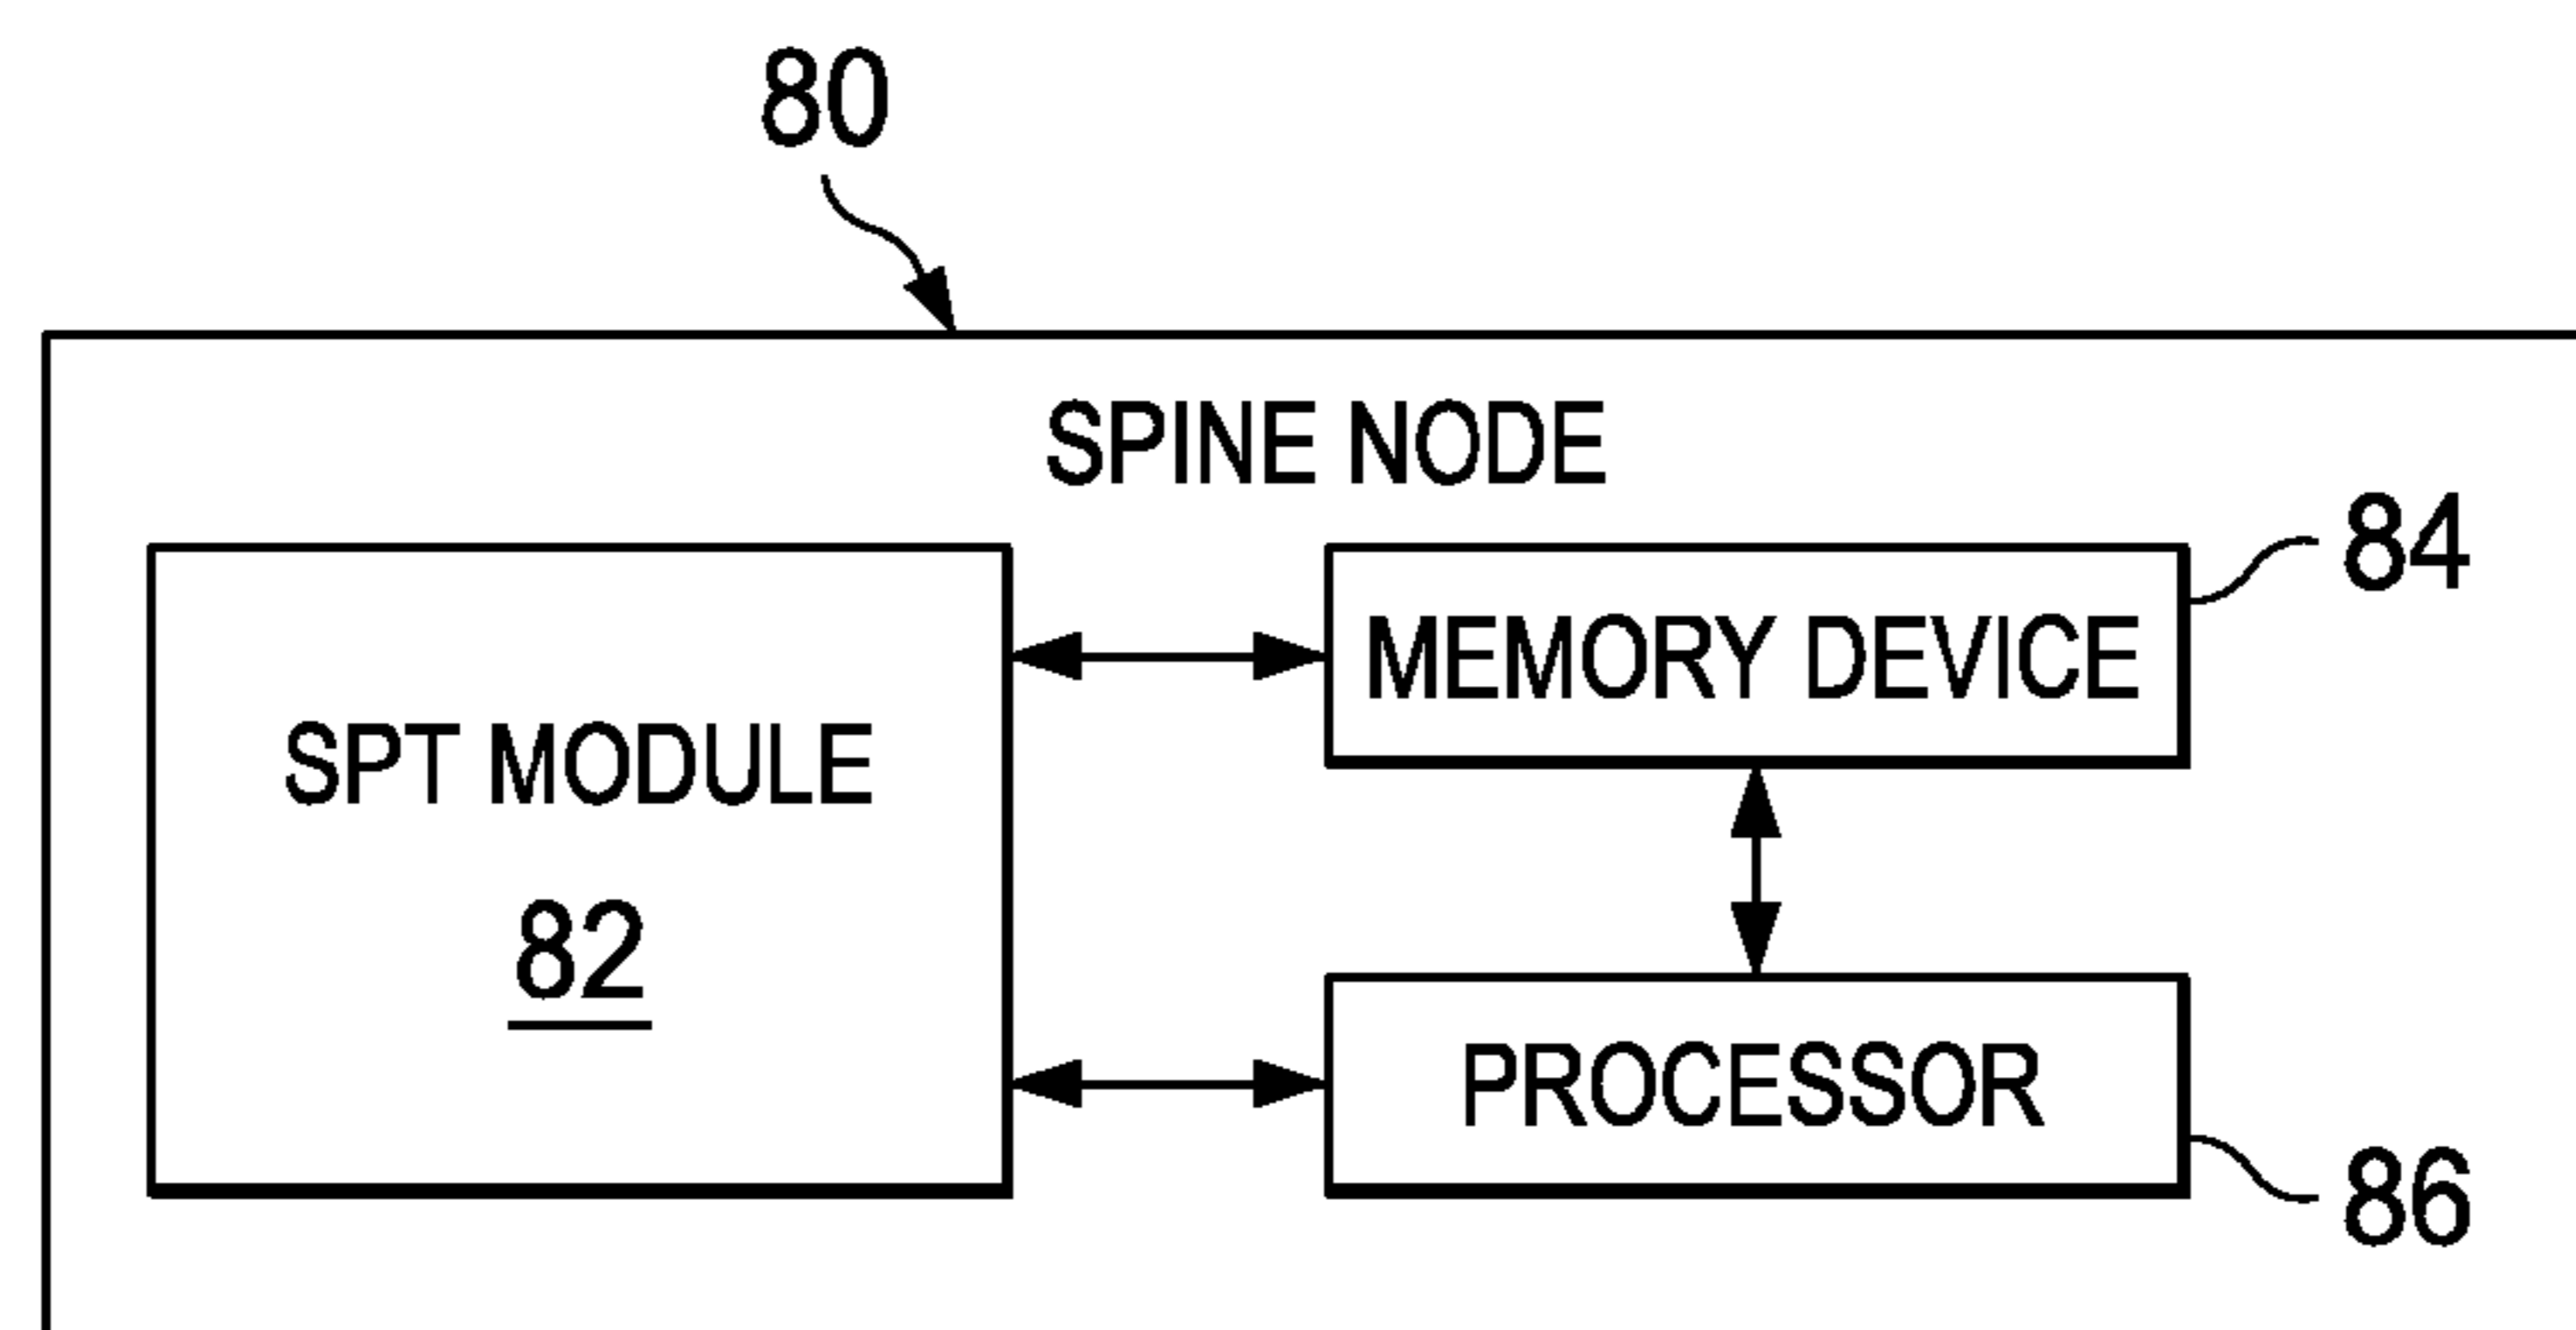 80
SPINE NODE
84
MEMORY DEVICE
SPT MODULE
82
PROCESSOR
86